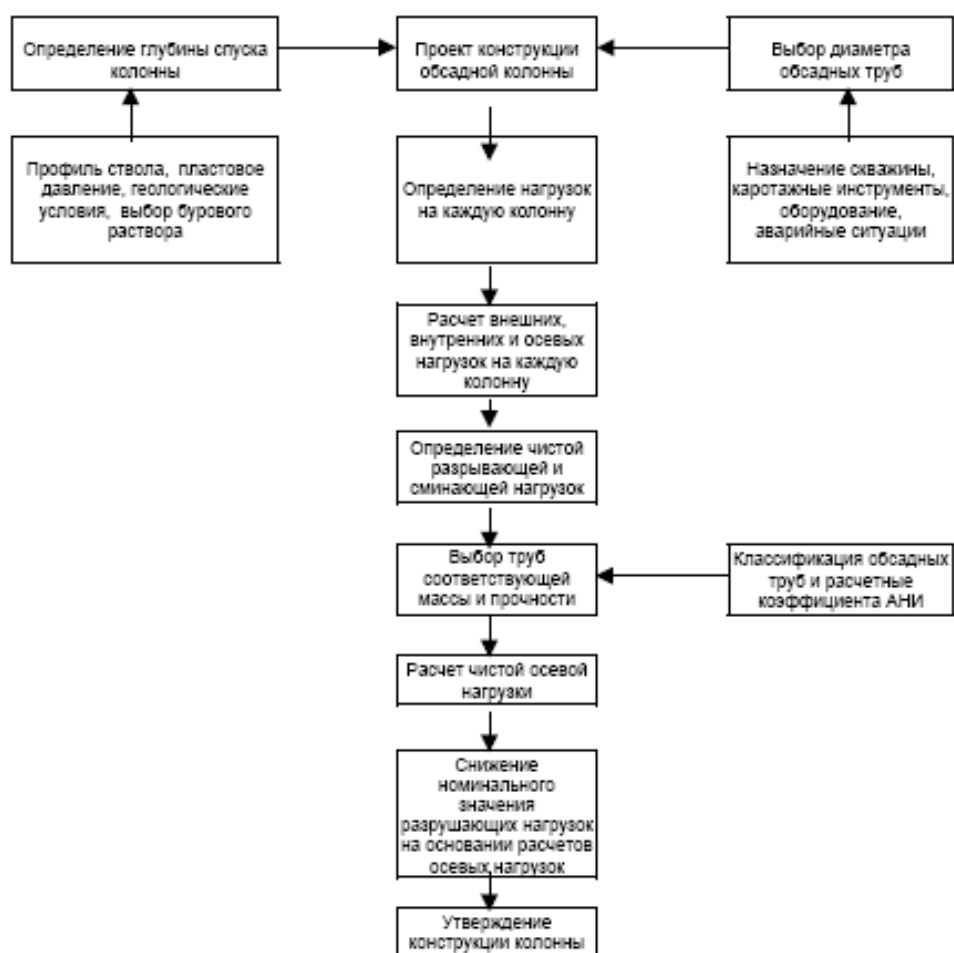 Определение глубины спуска
колонны
Проект конструкции
обсадной колонны
Выбор диаметра
обсадных труб
Профиль ствола, пластовое
давление, геологические
условия, выбор бурового
раствора
Определение нагрузок
на каждую колонну
Назначение скважины,
каротажные инструменты,
оборудование,
аварийные ситуации
Расчет внешних,
внутренних и осевых
нагрузок на каждую
колонну
Определение чистой
разрывающей и
сминающей нагрузок
Выбор труб
соответствующей
массы и прочности
Классификация обсадных
труб и расчетные
коэффициента АНИ
Расчет чистой осевой
нагрузки
Снижение
номинального
значения
разрушающих нагрузок
на основании расчетов
осевых нагрузок
Утверждение
конструкции колонны